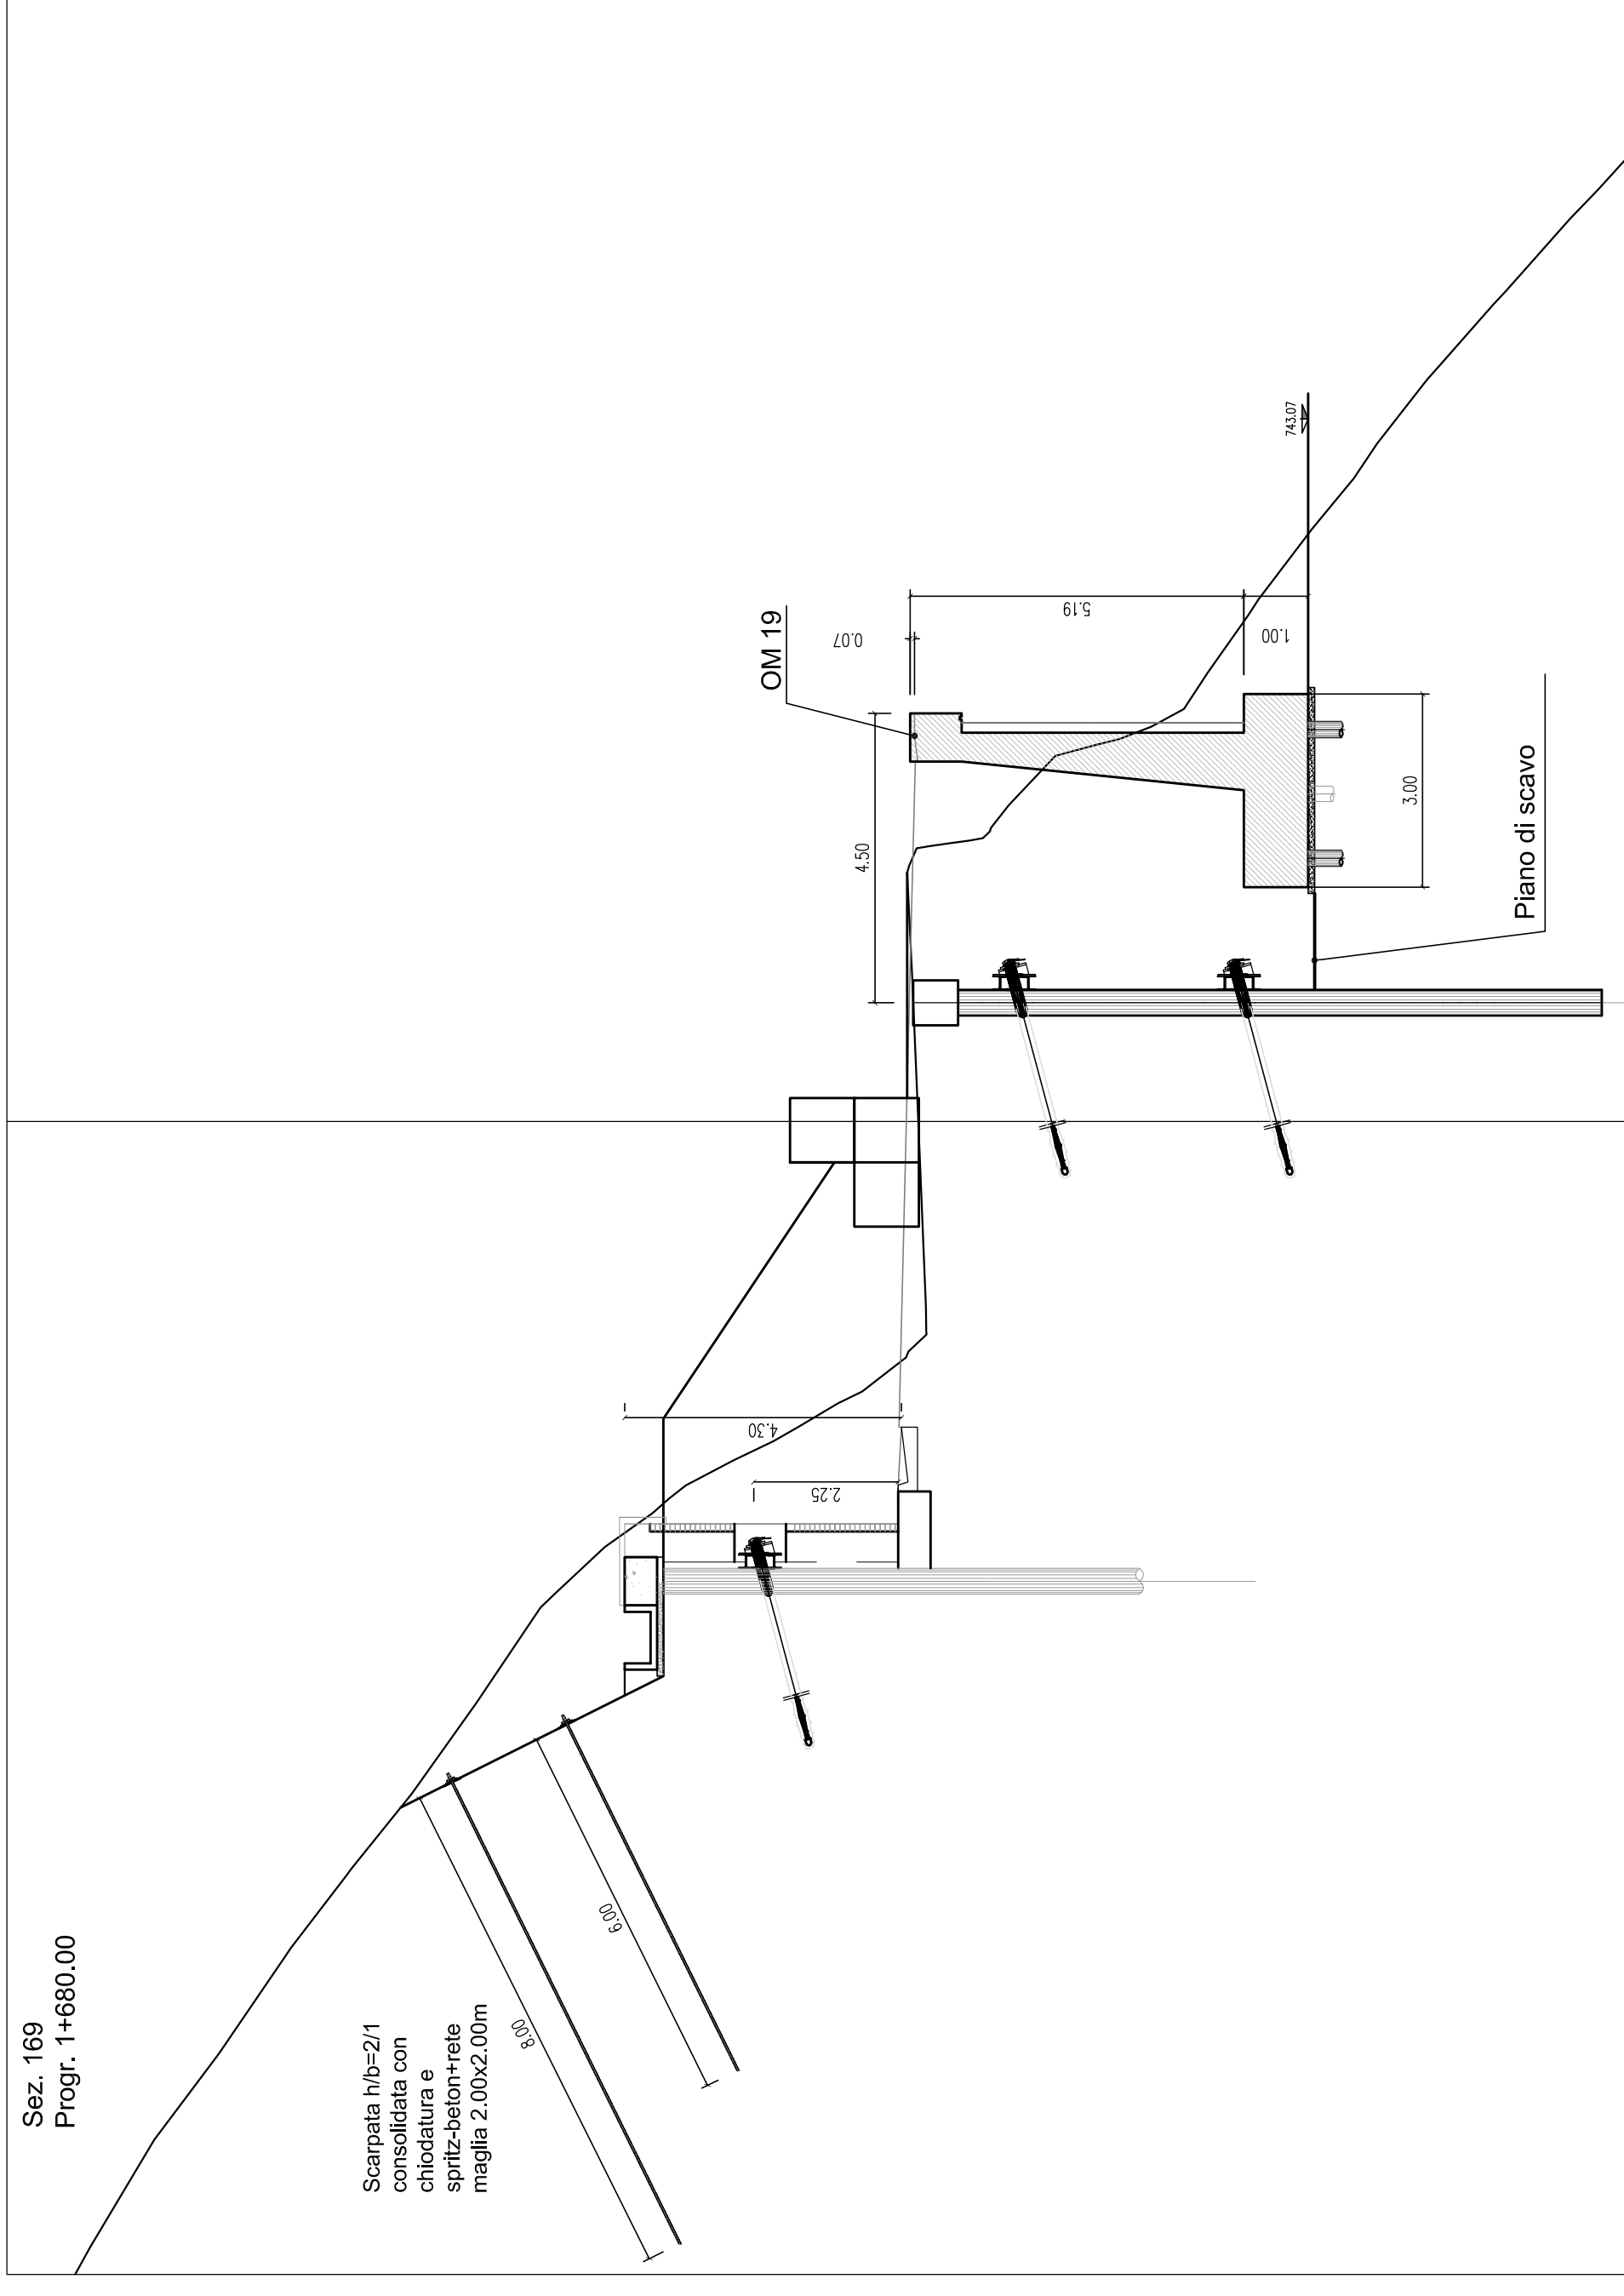 Sez. 169
Progr. 1+680.00
Scarpata h/b=2/1
consolidata con
chiodatura e
spritz-beton+rete
maglia 2.00x2.00m
8.00
6.00
4.30
2.25
OM 19
0.07
4.50
5.19
1.00
743.07
3.00
Piano di scavo